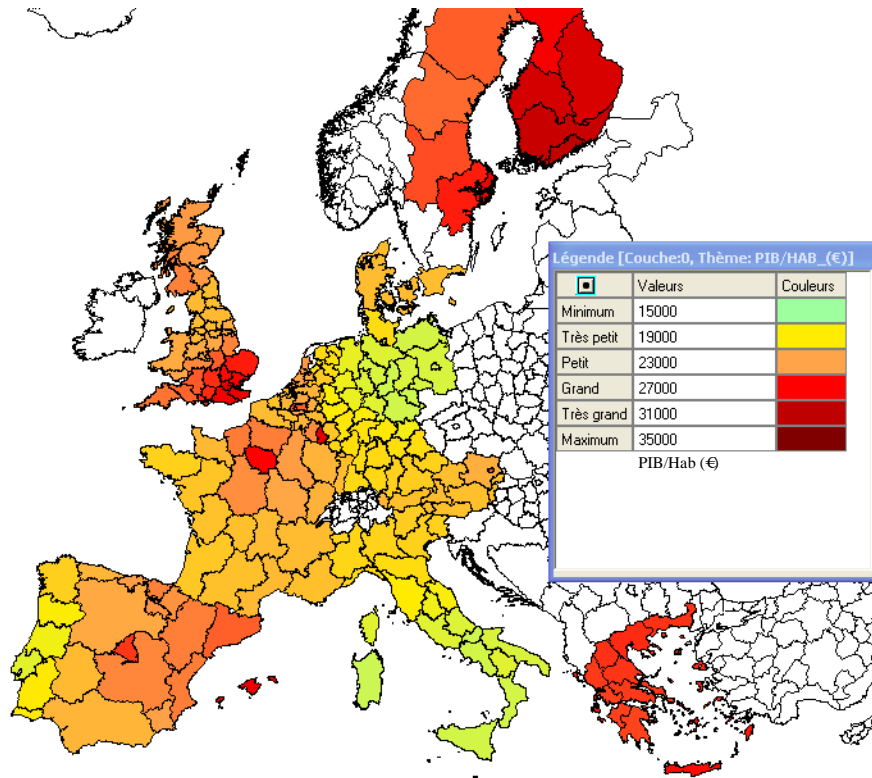 Légende [Couche:0, Thème: PIB/HAB_(€)]
Valeurs Couleurs
Minimum 15000
Très petit 19000
Petit 23000
Grand 27000
Très grand 31000
Maximum 35000
PIB/Hab (€)